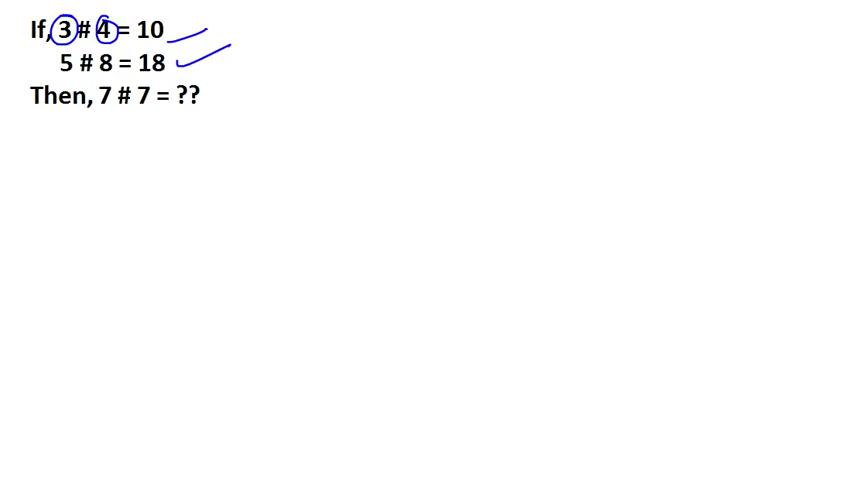 If, 3 # 4 = 10
5 # 8 = 18
Then, 7 # 7 = ??